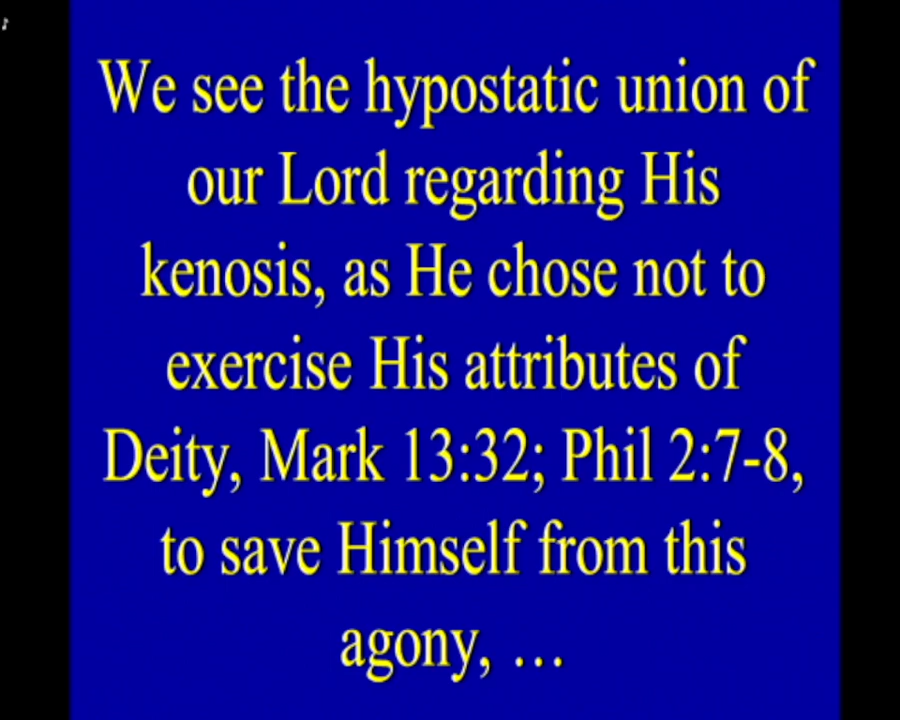 We see the hypostatic union of
our Lord regarding His
kenosis, as He chose not to
exercise His attributes of
Deity, Mark 13:32; Phil 2:7-8,
to save Himself from this
agony, …